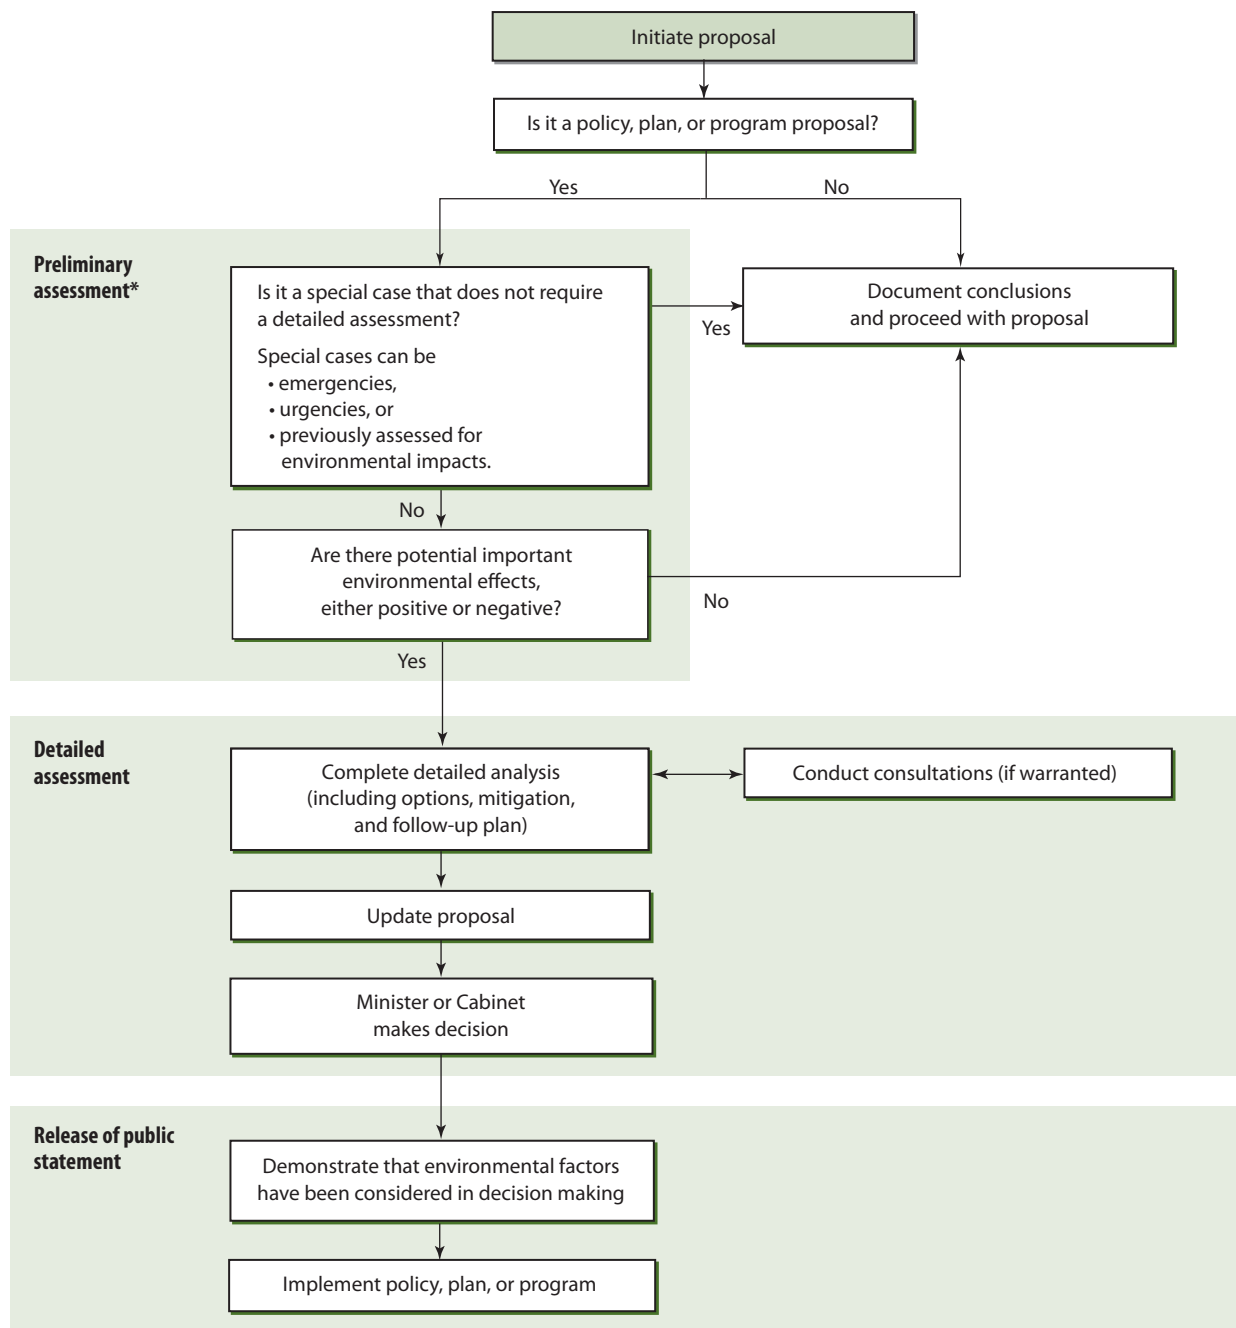 Initiate proposal
Is it a policy, plan, or program proposal?
Yes
No
Preliminary
assessment*
Is it a special case that does not require
a detailed assessment?
Special cases can be
• emergencies,
• urgencies, or
• previously assessed for
environmental impacts.
Yes
Document conclusions
and proceed with proposal
No
Are there potential important
environmental effects,
either positive or negative?
No
Yes
Detailed
assessment
Complete detailed analysis
(including options, mitigation,
and follow-up plan)
Conduct consultations (if warranted)
Update proposal
Minister or Cabinet
makes decision
Release of public
statement
Demonstrate that environmental factors
have been considered in decision making
Implement policy, plan, or program